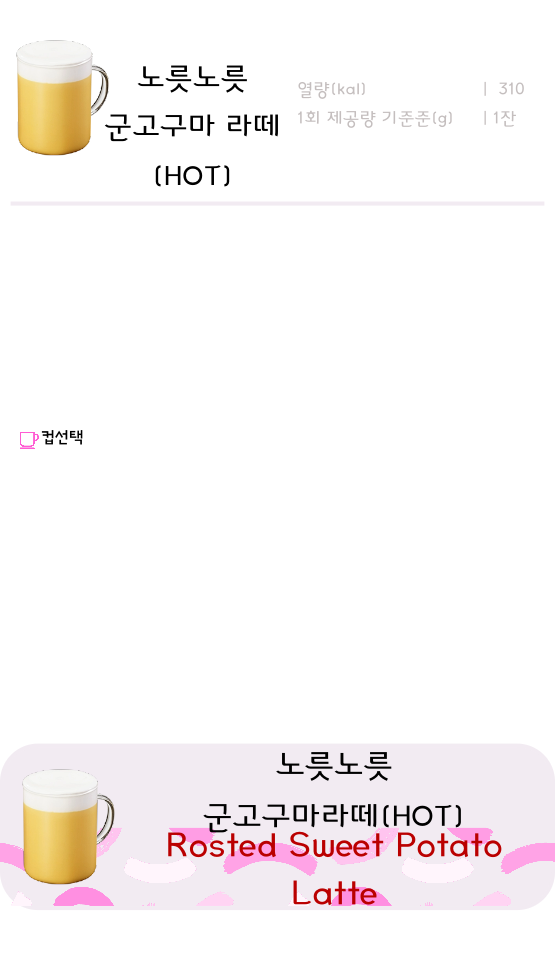 노릇노릇
군고구마 라떼
(HOT)
열량(kal) | 310
1회 제공량 기준준(g) | 1잔
컵선택
노릇노릇
군고구마라떼(HOT)
Rosted Sweet Potato
Latte